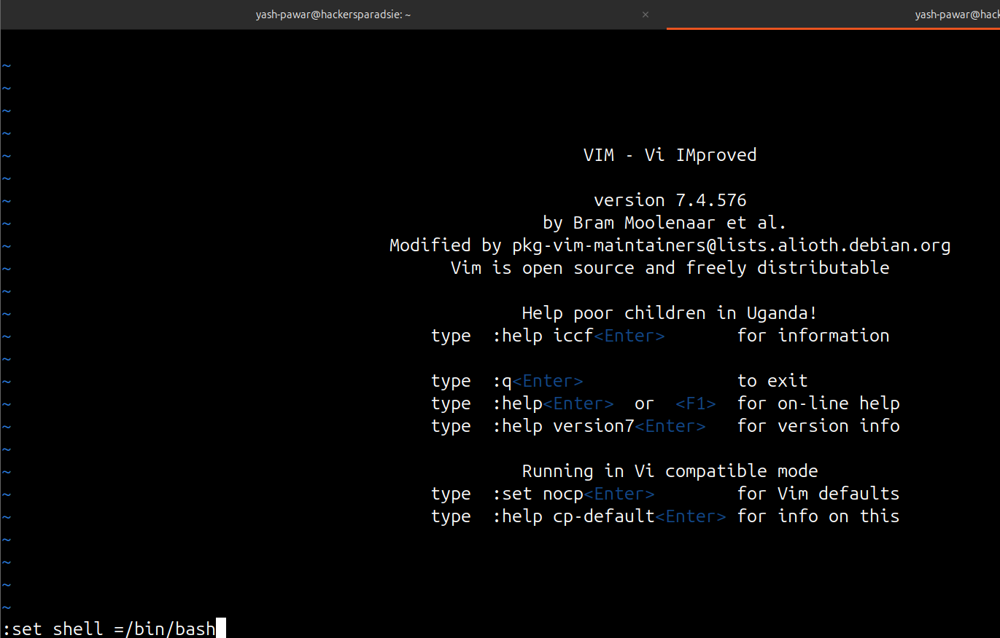 yash-pawar@hackersparadsie: ~ × yash-pawar@hack
~
~
~
~
~ VIM - Vi IMproved
~
~ version 7.4.576
~ by Bram Moolenaar et al.
~ Modified by pkg-vim-maintainers@lists.alioth.debian.org
~ Vim is open source and freely distributable
~
~ Help poor children in Uganda!
~ type :help iccf<Enter> for information
~
~ type :q<Enter> to exit
~ type :help<Enter> or <F1> for on-line help
~ type :help version7<Enter> for version info
~
~ Running in Vi compatible mode
~ type :set nocp<Enter> for Vim defaults
~ type :help cp-default<Enter> for info on this
~
~
~
~
:set shell =/bin/bash